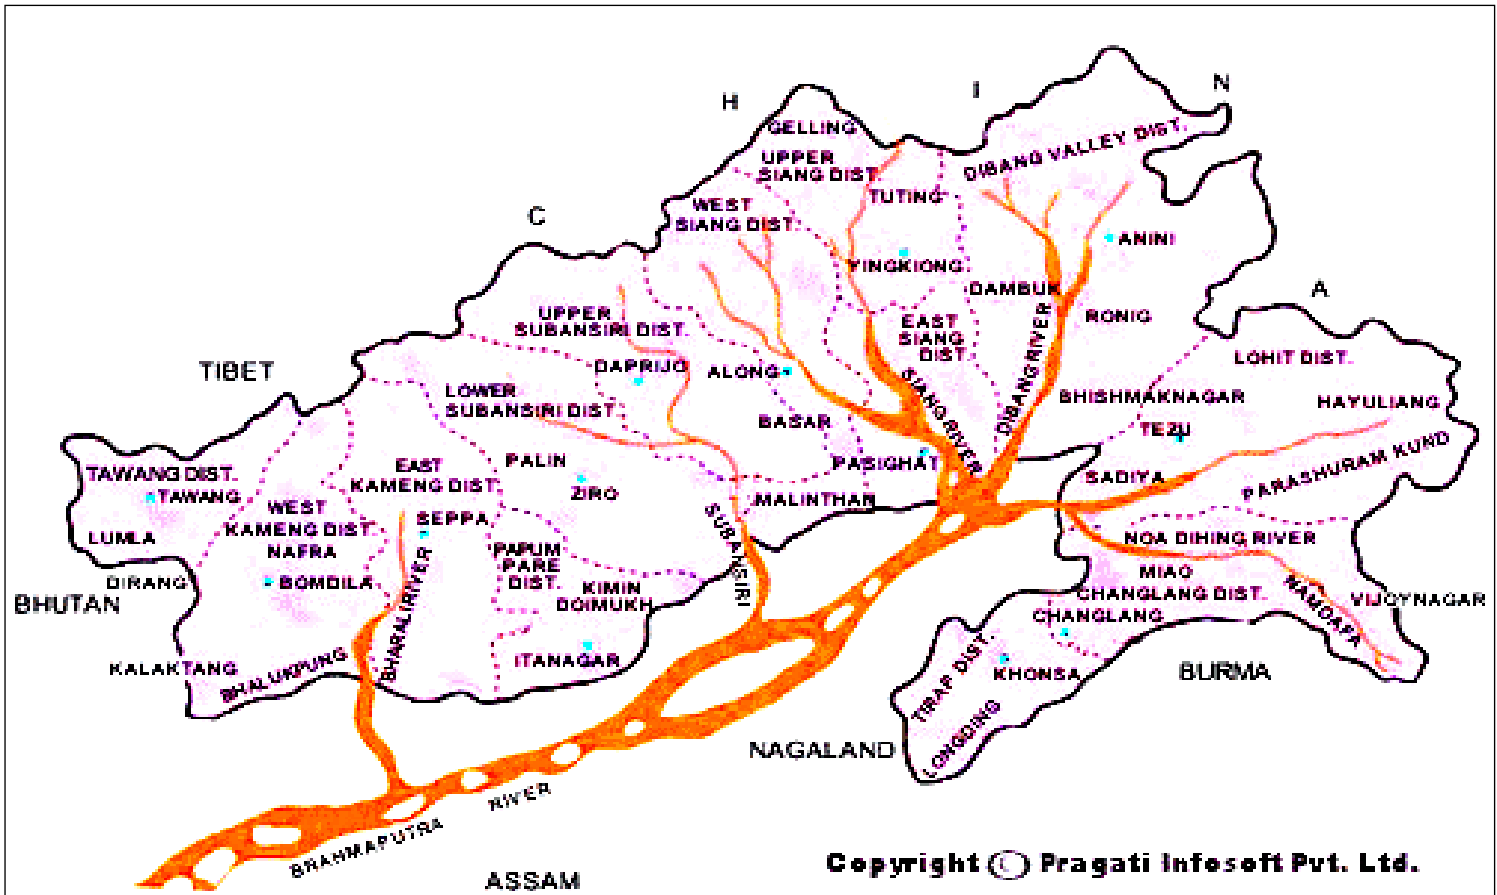 H
I
N
C
A
GELLING
UPPER
SIANG DIST.
DIBANG VALLEY DIST.
TUTING
WEST
SIANG DIST.
ANINI
YINGKIONG.
DAMBUK
RONIG
UPPER
SUBANSIRI DIST.
EAST
SIANG
DIST.
DIBANG RIVER
LOHIT DIST.
TIBET
DAPRIJO
ALONG
SIANG RIVER
LOWER
SUBANSIRI DIST.
BHISHMAKNAGAR
HAYULIANG
BASAR
TEZU
TAWANG DIST.
TAWANG
EAST
KAMENG DIST.
PALIN
ZIRO
PASIGHAT
SADIYA
PARASHURAM KUND
MALINTHAN
WEST
KAMENG DIST.
NAFRA
SEPPA
LUMLA
SUBANSIRI
NOA DIHING RIVER
DIRANG
BOMDILA
BHARALI RIVER
PAPUM
PARE
DIST.
KIMIN
DOIMUKH
MIAO
CHANGLANG DIST.
CHANGLANG
NAMDAFA
VIJOYNAGAR
BHUTAN
KALAKTANG
BHALUKPUNG
ITANAGAR
TIRAP DIST.
KHONSA
BURMA
LONGDING
NAGALAND
BRAHMAPUTRA
RIVER
ASSAM
Copyright (C) Pragati Infosoft Pvt. Ltd.